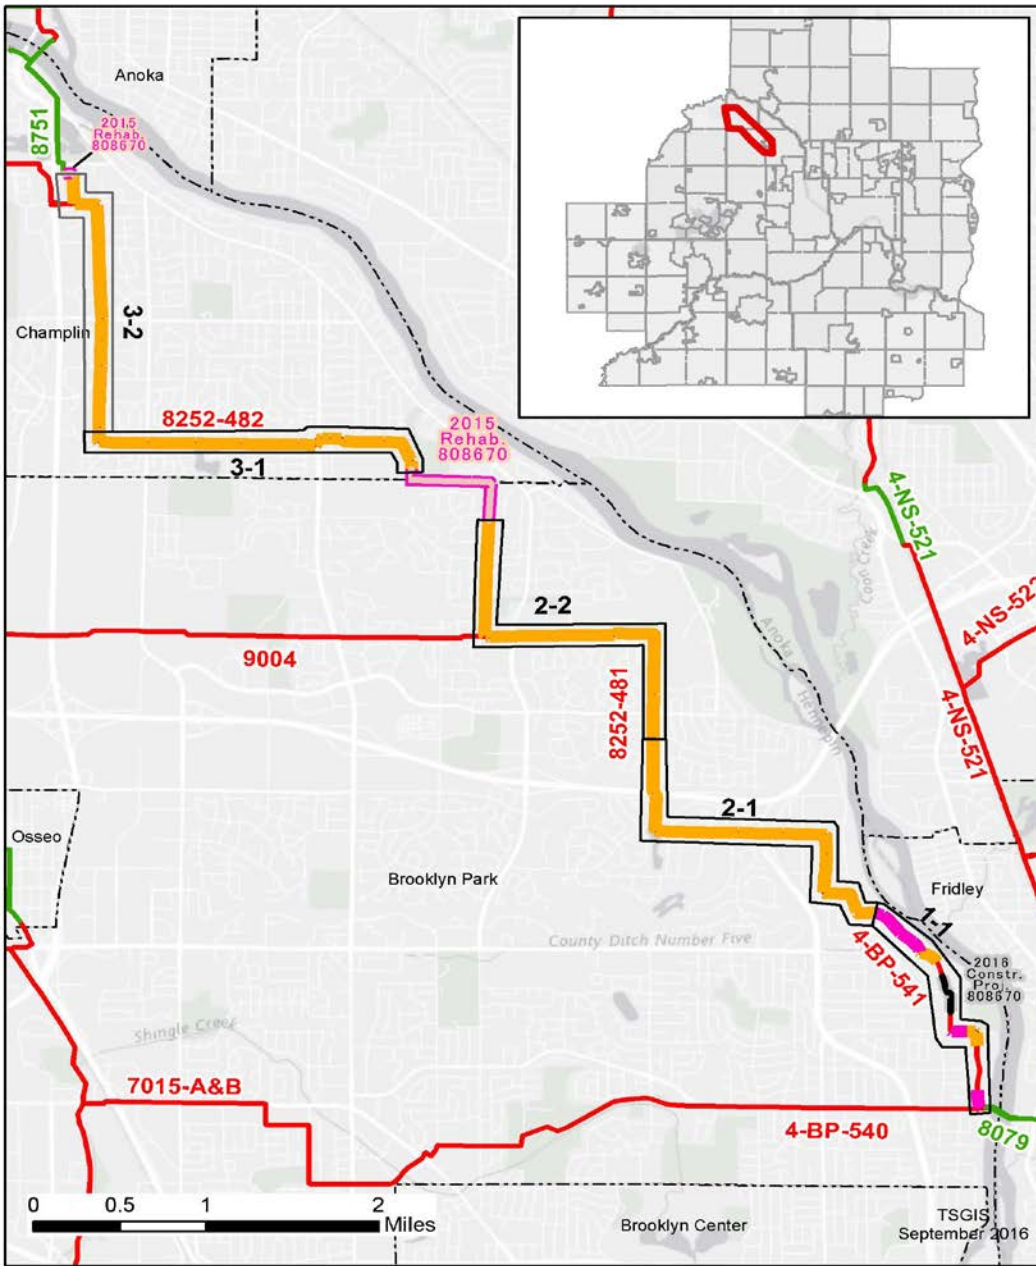 Anoka
8751
2015
Rehab.
808670
Champlin
3-2
8252-482
3-1
2015
Rehab.
808670
4-NS-521
Coon Creek
4-NS-521
2-2
9004
8252-481
Anoka
Hennepin
2-1
Osseo
Brooklyn Park
Fridley
1-1
County Ditch Number Five
4-BP-541
2016
Constr.
Proj.
808670
Shingle Creek
7015-A&B
4-BP-540
8079
0 0.5 1 2
Miles
Brooklyn Center
TSGIS
September 2016